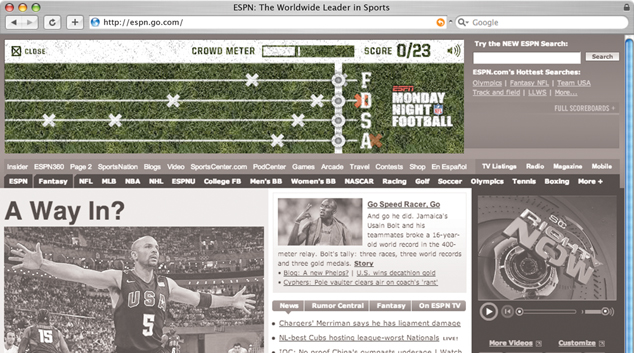 ESPN: The Worldwide Leader in Sports
http://espn.go.com/
Google
CLOSE
CROWD METER
SCORE 0/23
F
D
S
A
ESPN
MONDAY
NIGHT
FOOTBALL
Try the NEW ESPN Search:
Search
ESPN.com's Hottest Searches:
Olympics | Fantasy NFL | Team USA
Track and field | LLWS | More...
FULL SCOREBOARDS
Insider ESPN360 Page 2 SportsNation Blogs Video SportsCenter.com PodCenter Games Arcade Travel Contests Shop En Español
TV Listings Radio Magazine Mobile
ESPN Fantasy NFL MLB NBA NHL ESPNU College FB Men's BB Women's BB NASCAR Racing Golf Soccer Olympics Tennis Boxing More +
A Way In?
USA
5
15
Go Speed Racer, Go
And go he did. Jamaica's
Usain Bolt and his
teammates broke a 16-year-
old world record in the 400-
meter relay. Bolt's tally: three races, three world records
and three gold medals. Story
• Blog: A new Phelps? | U.S. wins decathlon gold
• Cyphers: Pole vaulter clears air on coach's 'rant'
News Rumor Central Fantasy On ESPN TV
• Chargers' Merriman says he has ligament damage
• NL-best Cubs hosting league-worst Nationals LIVE!
• IOC: No proof China's gymnasts underage | Watch
RIGHT
NOW
More Videos
Customize